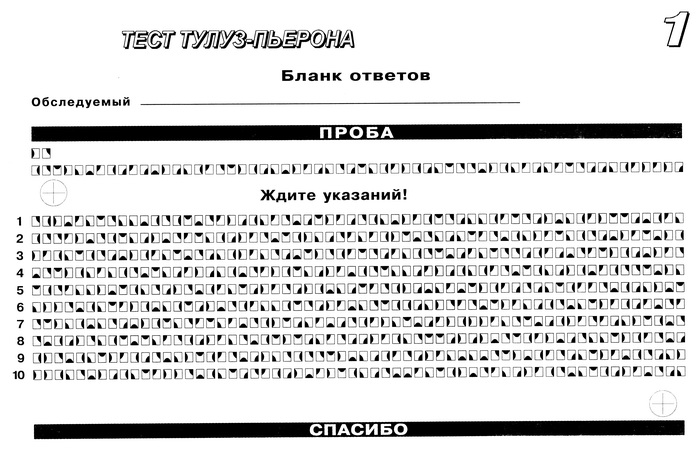 ТЕСТ ТУЛУЗ-ПЬЕРОНА
1
Бланк ответов
Обследуемый
ПРОБА
Ждите указаний!
1
2
3
4
5
6
7
8
9
10
СПАСИБО